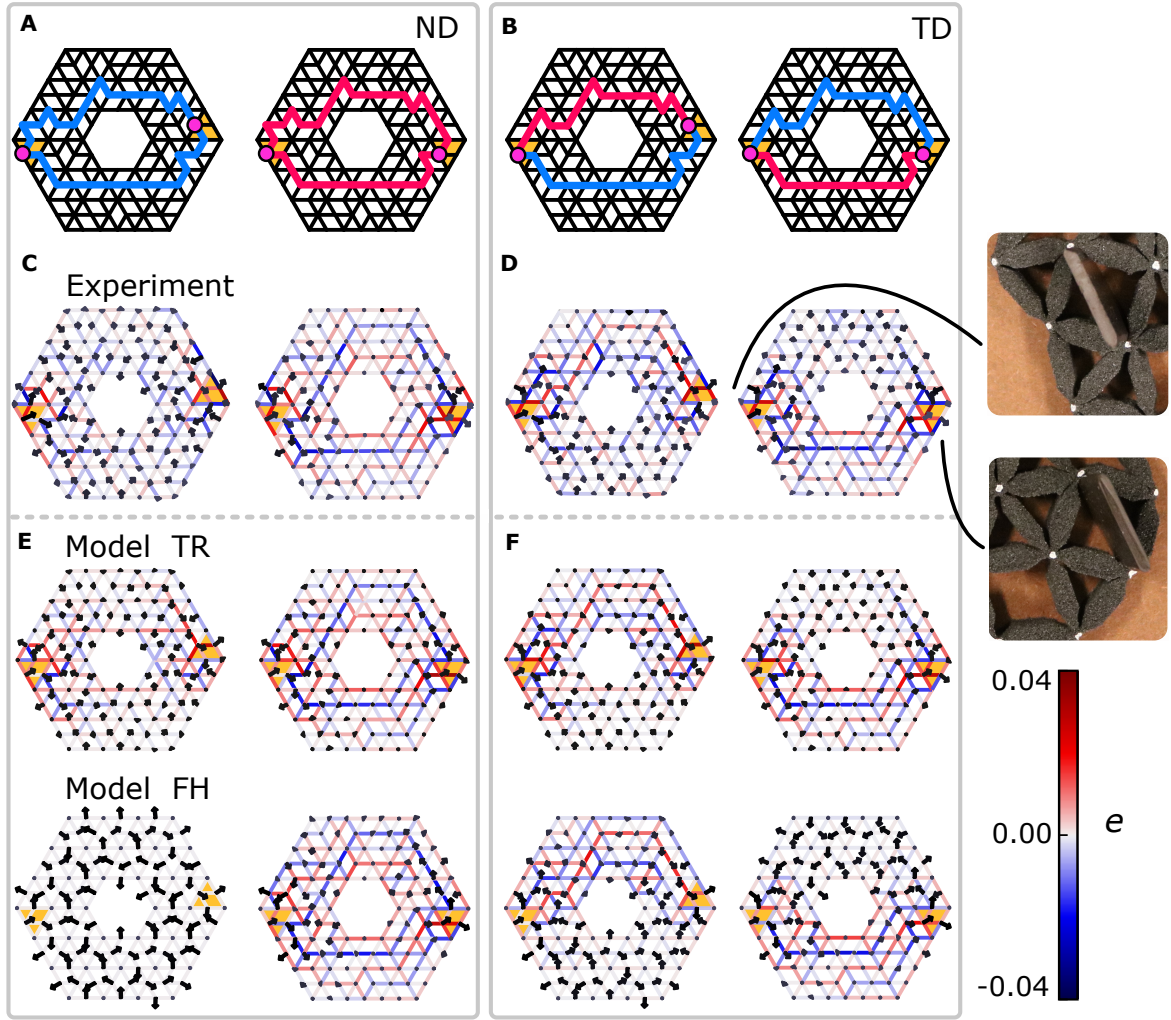 A
ND
B
TD
C
Experiment
D
E
Model TR
F
Model FH
0.04
0.00
e
-0.04